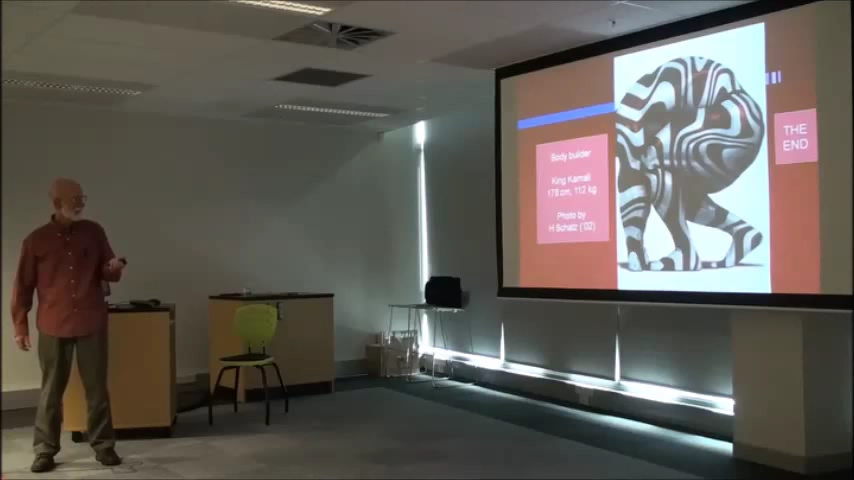 Body builder
King Kamali
178 cm, 112 kg
Photo by
H Schatz ('02)
THE
END